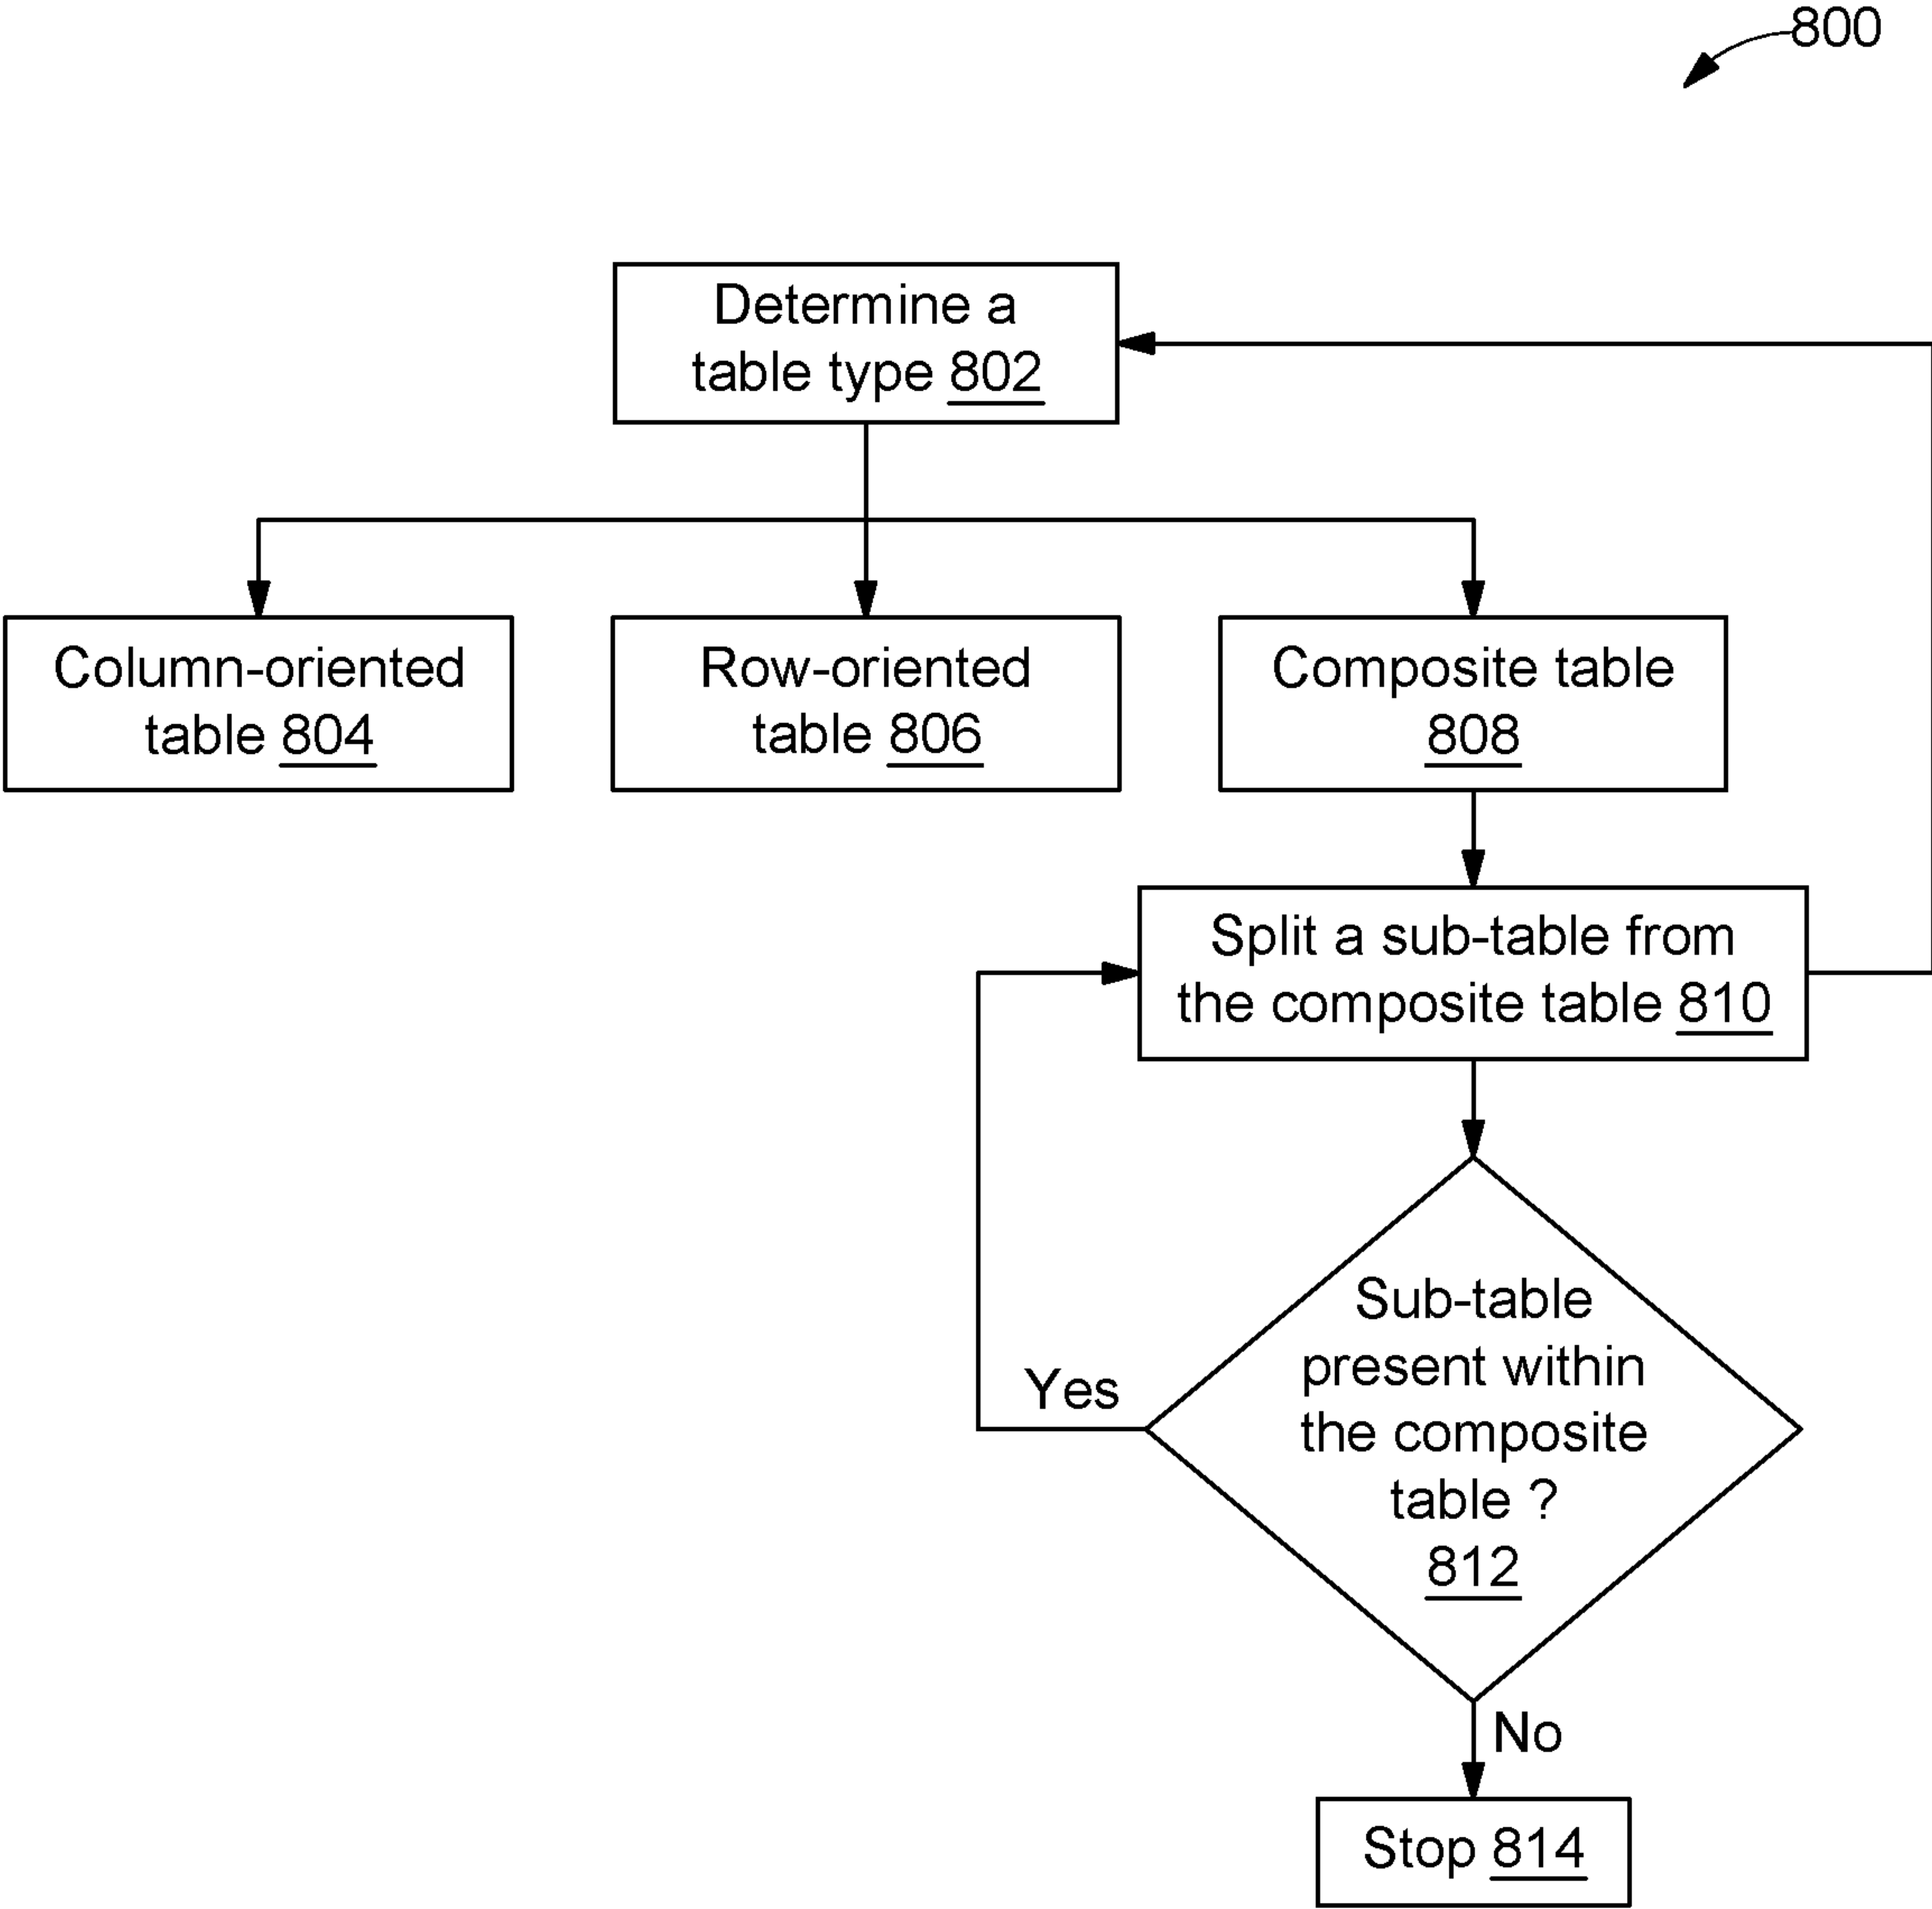 800
Determine a
table type 802
Column-oriented
table 804
Row-oriented
table 806
Composite table
808
Split a sub-table from
the composite table 810
Sub-table
present within
the composite
table ?
812
Yes
No
Stop 814